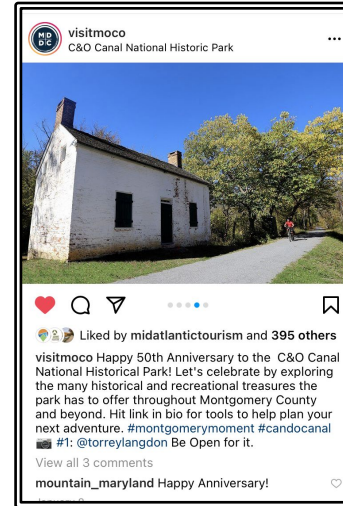 MD
DC
visitmoco
C&O Canal National Historic Park
Liked by midatlantictourism and 395 others
visitmoco Happy 50th Anniversary to the C&O Canal
National Historical Park! Let's celebrate by exploring
the many historical and recreational treasures the
park has to offer throughout Montgomery County
and beyond. Hit link in bio for tools to help plan your
next adventure. #montgomerymoment #candocanal
#1: @torreylangdon Be Open for it.
View all 3 comments
mountain_maryland Happy Anniversary!